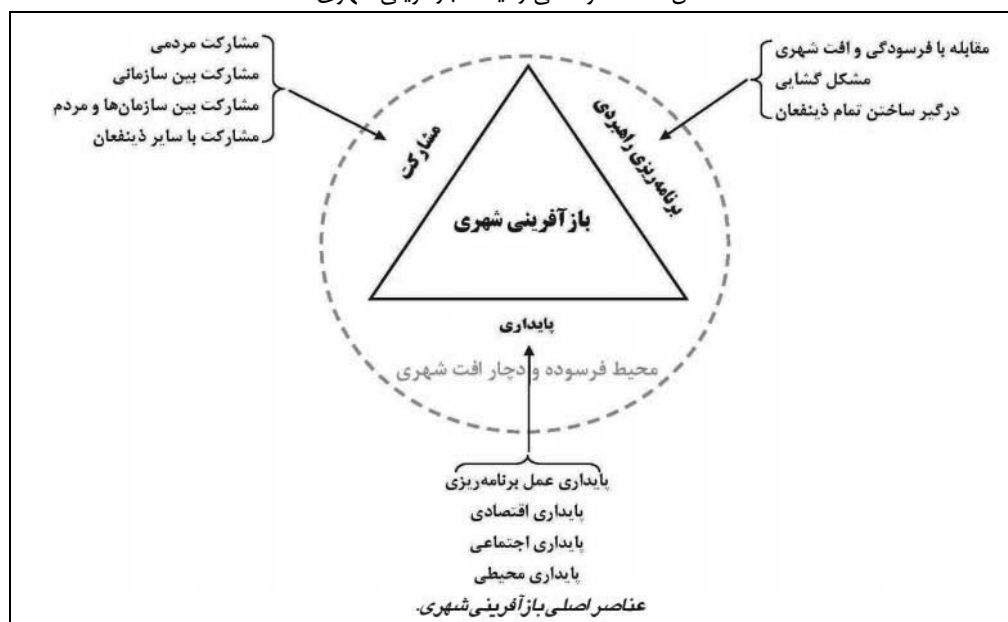 مشارکت مردمی
مشارکت بین سازمانی
مشارکت بین سازمان‌ها و مردم
مشارکت با سایر ذینفعان
مقابله با فرسودگی و افت شهری
مشکل گشایی
درگیر ساختن تمام ذینفعان
مشارکت
برنامه‌ریزی راهبردی
بازآفرینی شهری
پایداری
محیط فرسوده و دچار افت شهری
پایداری عمل برنامه‌ریزی
پایداری اقتصادی
پایداری اجتماعی
پایداری محیطی
عناصر اصلی بازآفرینی شهری.